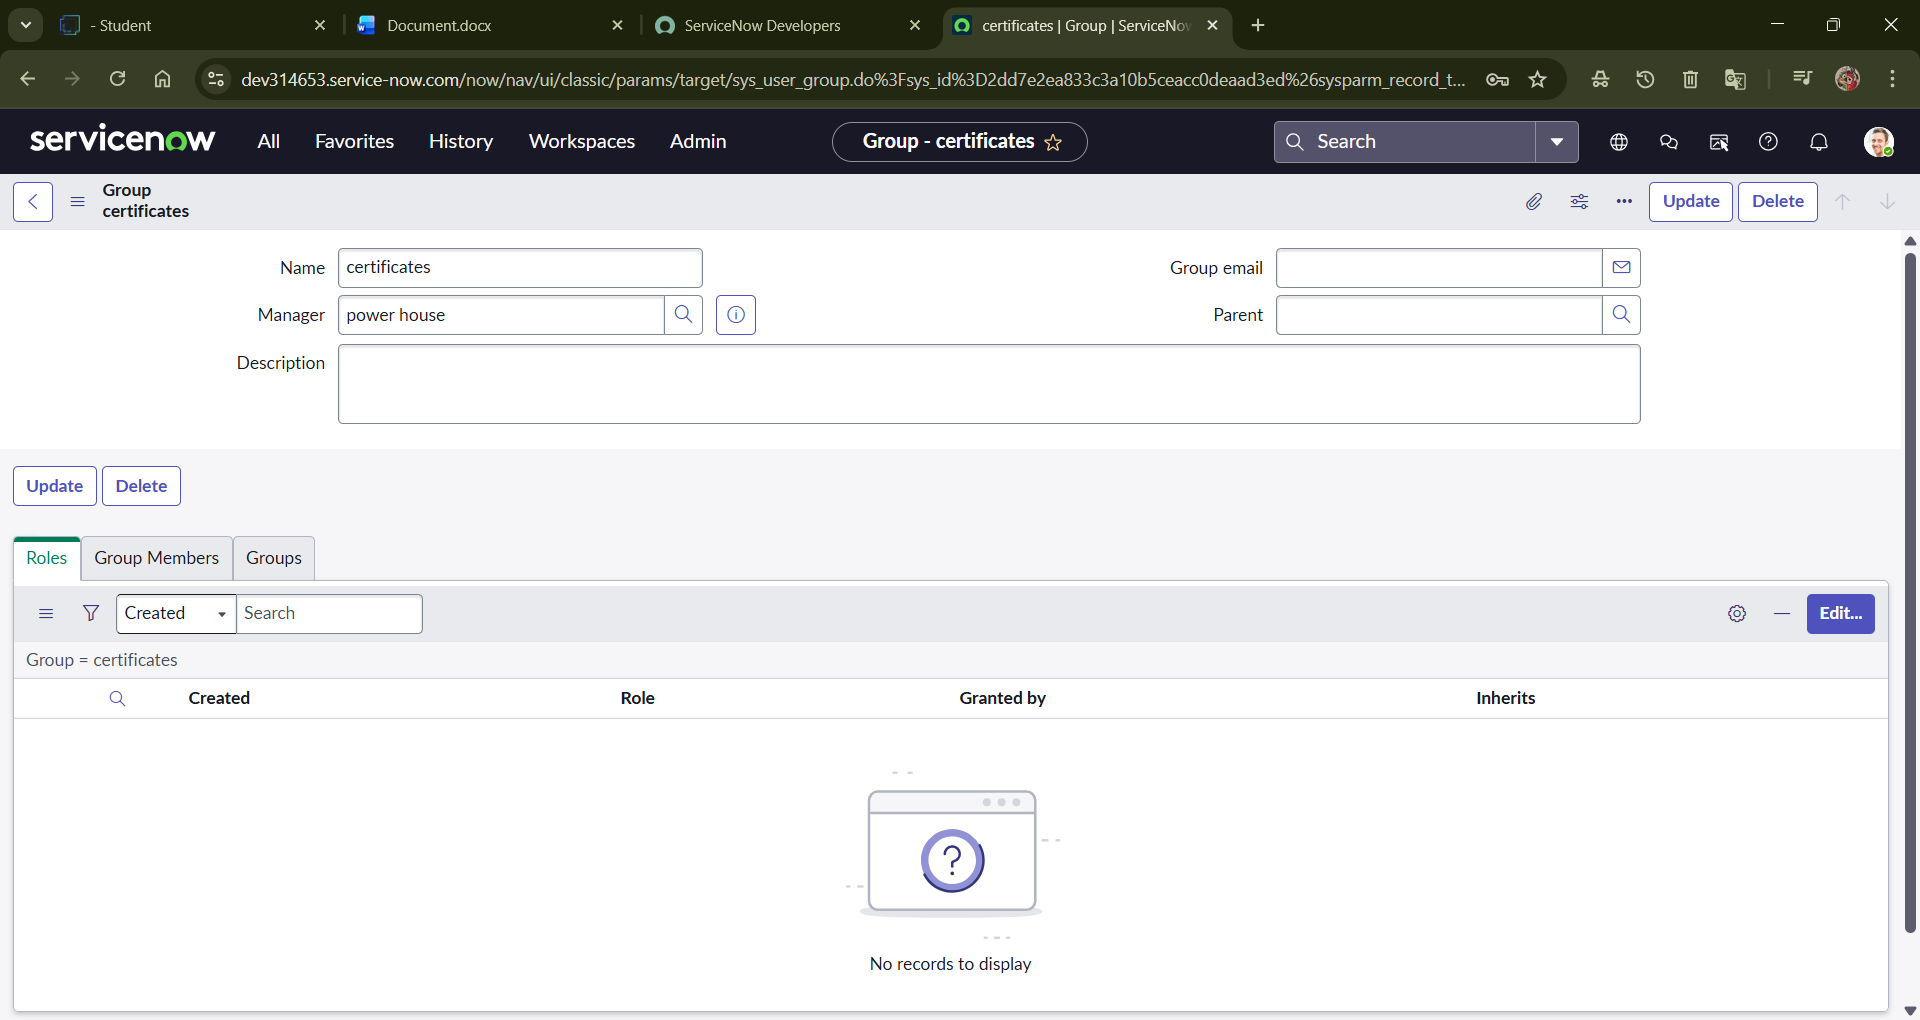 - Student
Document.docx
ServiceNow Developers
certificates | Group | ServiceNow
dev314653.service-now.com/now/nav/ui/classic/params/target/sys_user_group.do%3Fsys_id%3D2dd7e2ea833c3a10b5ceacc0deaad3ed%26sysparm_record_t...
servicenow
All
Favorites
History
Workspaces
Admin
Group - certificates
Search
Group
certificates
Update
Delete
Name
certificates
Group email
Manager
power house
Parent
Description
Update
Delete
Roles
Group Members
Groups
Created
Search
Edit...
Group = certificates
Created
Role
Granted by
Inherits
?
No records to display